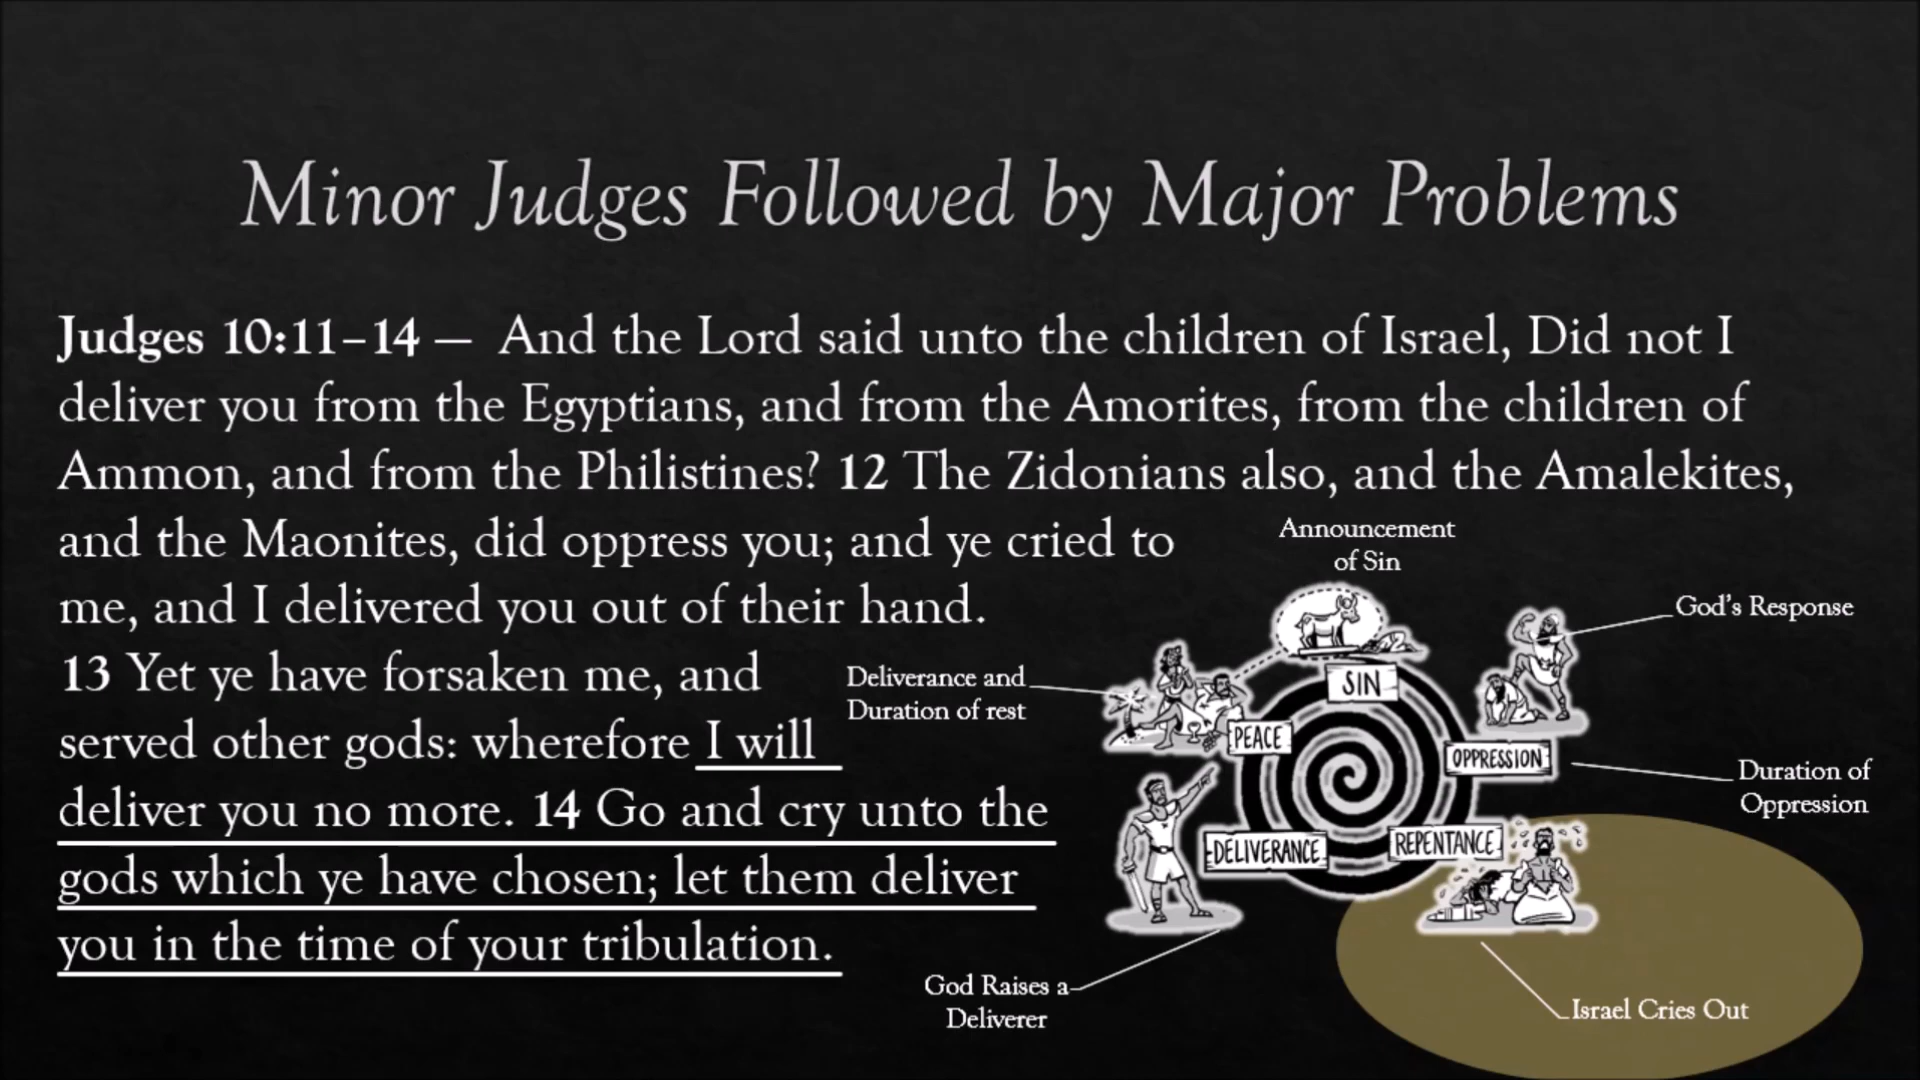 Minor Judges Followed by Major Problems
Judges 10:11–14 — And the Lord said unto the children of Israel, Did not I
deliver you from the Egyptians, and from the Amorites, from the children of
Ammon, and from the Philistines? 12 The Zidonians also, and the Amalekites,
and the Maonites, did oppress you; and ye cried to
me, and I delivered you out of their hand.
13 Yet ye have forsaken me, and
served other gods: wherefore I will
deliver you no more. 14 Go and cry unto the
gods which ye have chosen; let them deliver
you in the time of your tribulation.
Announcement
of Sin
God's Response
Deliverance and
Duration of rest
SIN
PEACE
OPPRESSION
Duration of
Oppression
DELIVERANCE
REPENTANCE
God Raises a
Deliverer
Israel Cries Out